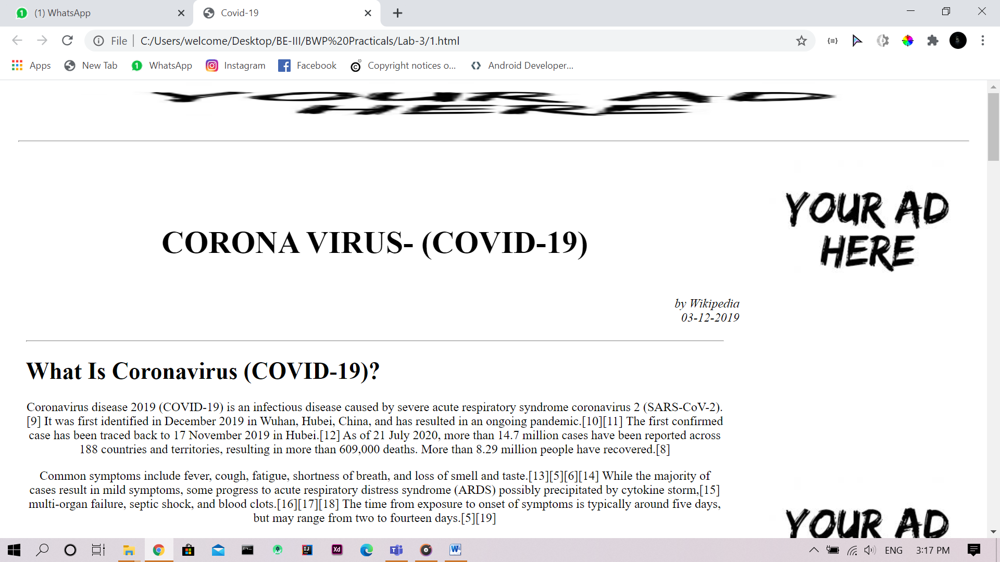 (1) WhatsApp
Covid-19
File
C:/Users/welcome/Desktop/BE-III/BWP%20Practicals/Lab-3/1.html
Apps
New Tab
WhatsApp
Instagram
Facebook
Copyright notices o...
Android Developer...
YOUR AD
HERE
YOUR AD
HERE
CORONA VIRUS- (COVID-19)
by Wikipedia
03-12-2019
What Is Coronavirus (COVID-19)?
Coronavirus disease 2019 (COVID-19) is an infectious disease caused by severe acute respiratory syndrome coronavirus 2 (SARS-CoV-2).
[9] It was first identified in December 2019 in Wuhan, Hubei, China, and has resulted in an ongoing pandemic.[10][11] The first confirmed
case has been traced back to 17 November 2019 in Hubei.[12] As of 21 July 2020, more than 14.7 million cases have been reported across
188 countries and territories, resulting in more than 609,000 deaths. More than 8.29 million people have recovered.[8]
Common symptoms include fever, cough, fatigue, shortness of breath, and loss of smell and taste.[13][5][6][14] While the majority of
cases result in mild symptoms, some progress to acute respiratory distress syndrome (ARDS) possibly precipitated by cytokine storm,[15]
multi-organ failure, septic shock, and blood clots.[16][17][18] The time from exposure to onset of symptoms is typically around five days,
but may range from two to fourteen days.[5][19]
YOUR AD
ENG
3:17 PM